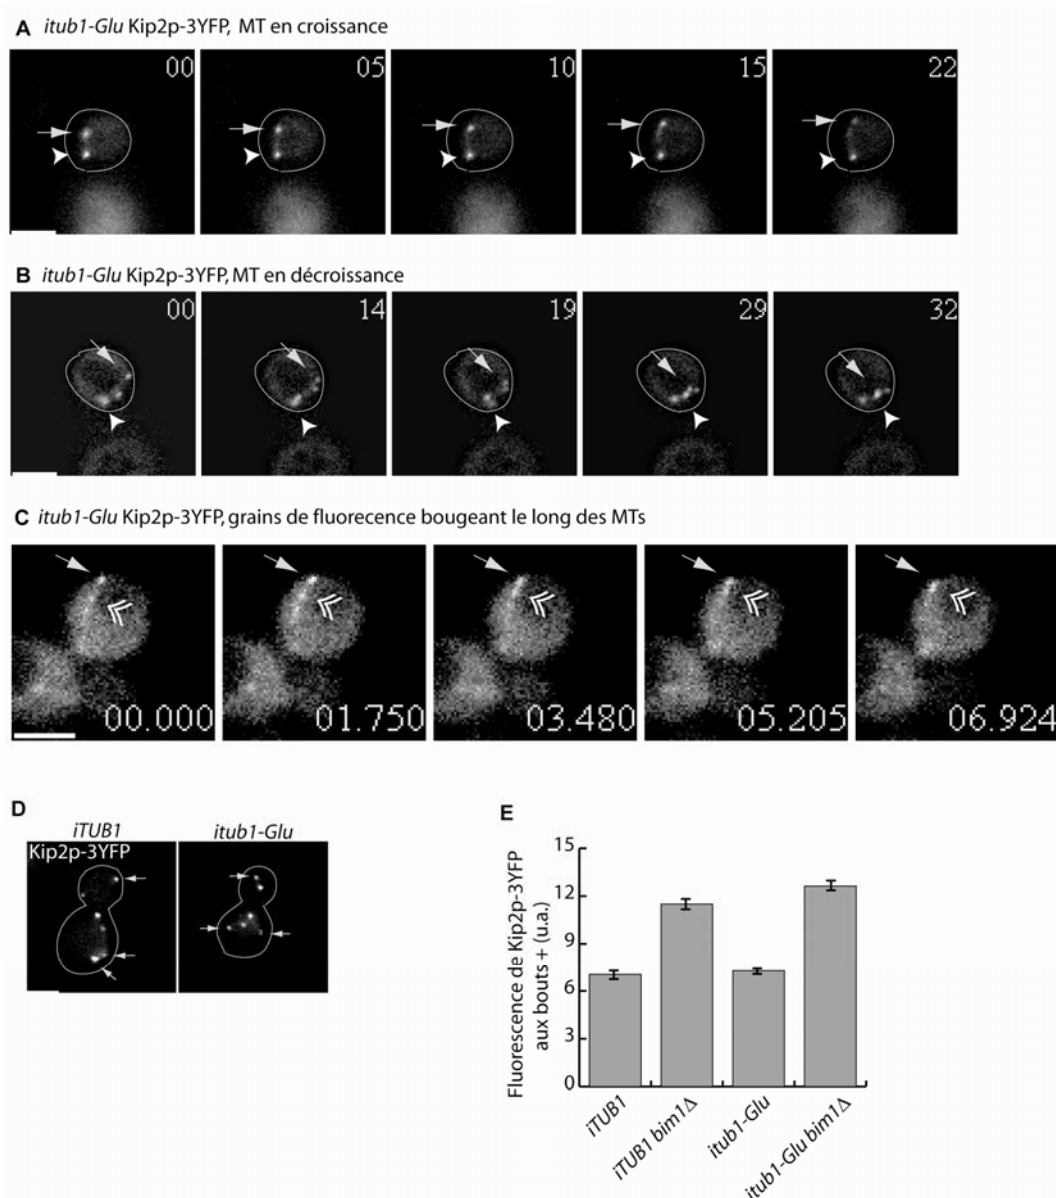 A itub1-Glu Kip2p-3YFP, MT en croissance
00 05 10 15 22
B itub1-Glu Kip2p-3YFP, MT en décroissance
00 14 19 29 32
C itub1-Glu Kip2p-3YFP, grains de fluorecence bougeant le long des MTs
00.000 01.750 03.480 05.205 06.924
D
iTUB1 itub1-Glu
Kip2p-3YFP
E
Fluorescence de Kip2p-3YFP
aux bouts + (u.a.)
15
12
9
6
3
0
iTUB1
iTUB1 bim1Δ
itub1-Glu
itub1-Glu bim1Δ